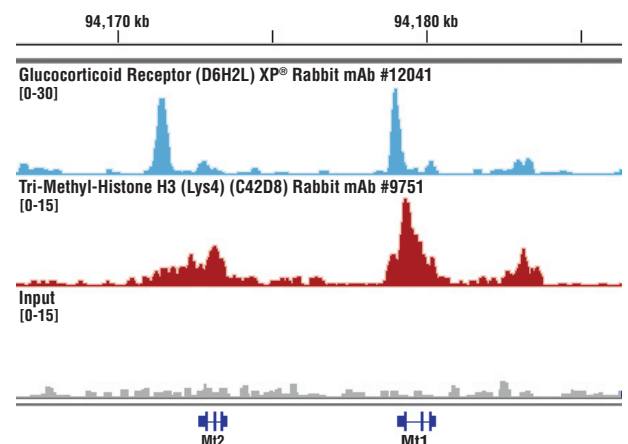 94,170 kb 94,180 kb
Glucocorticoid Receptor (D6H2L) XP® Rabbit mAb #12041
[0-30]
Tri-Methyl-Histone H3 (Lys4) (C42D8) Rabbit mAb #9751
[0-15]
Input
[0-15]
Mt2 Mt1